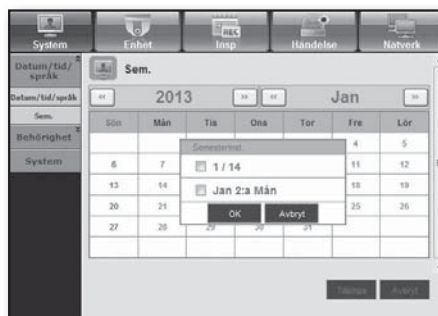 System Enhet Insp Händelse Nätverk
Datum/tid/
språk
Datum/tid/språk
Sem.
Behörighet
System
Sem.
2013 Jan
Sön Mån Tis Ons Tor Fre Lör
4 5
6 7 11 12
13 14 18 19
20 21 25 26
27 28 29 30 31
Semesterinst.
1 / 14
Jan 2:a Mån
OK Avbryt
Tillämpa Avbryt